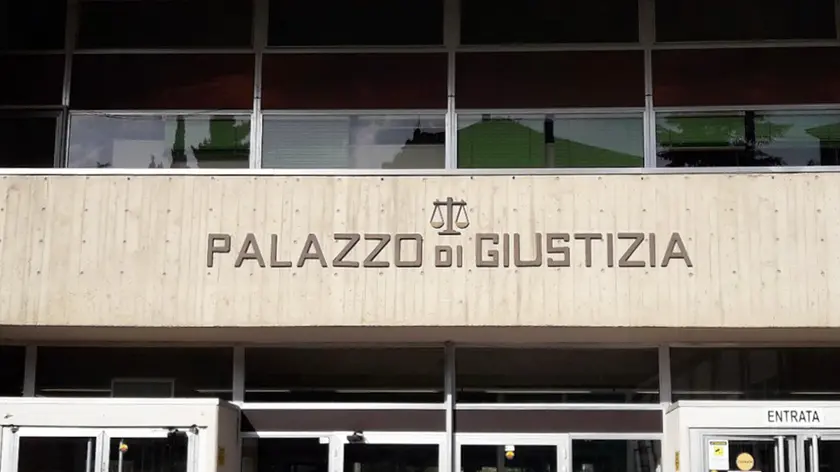 PALAZZO DI GIUSTIZIA
ENTRATA